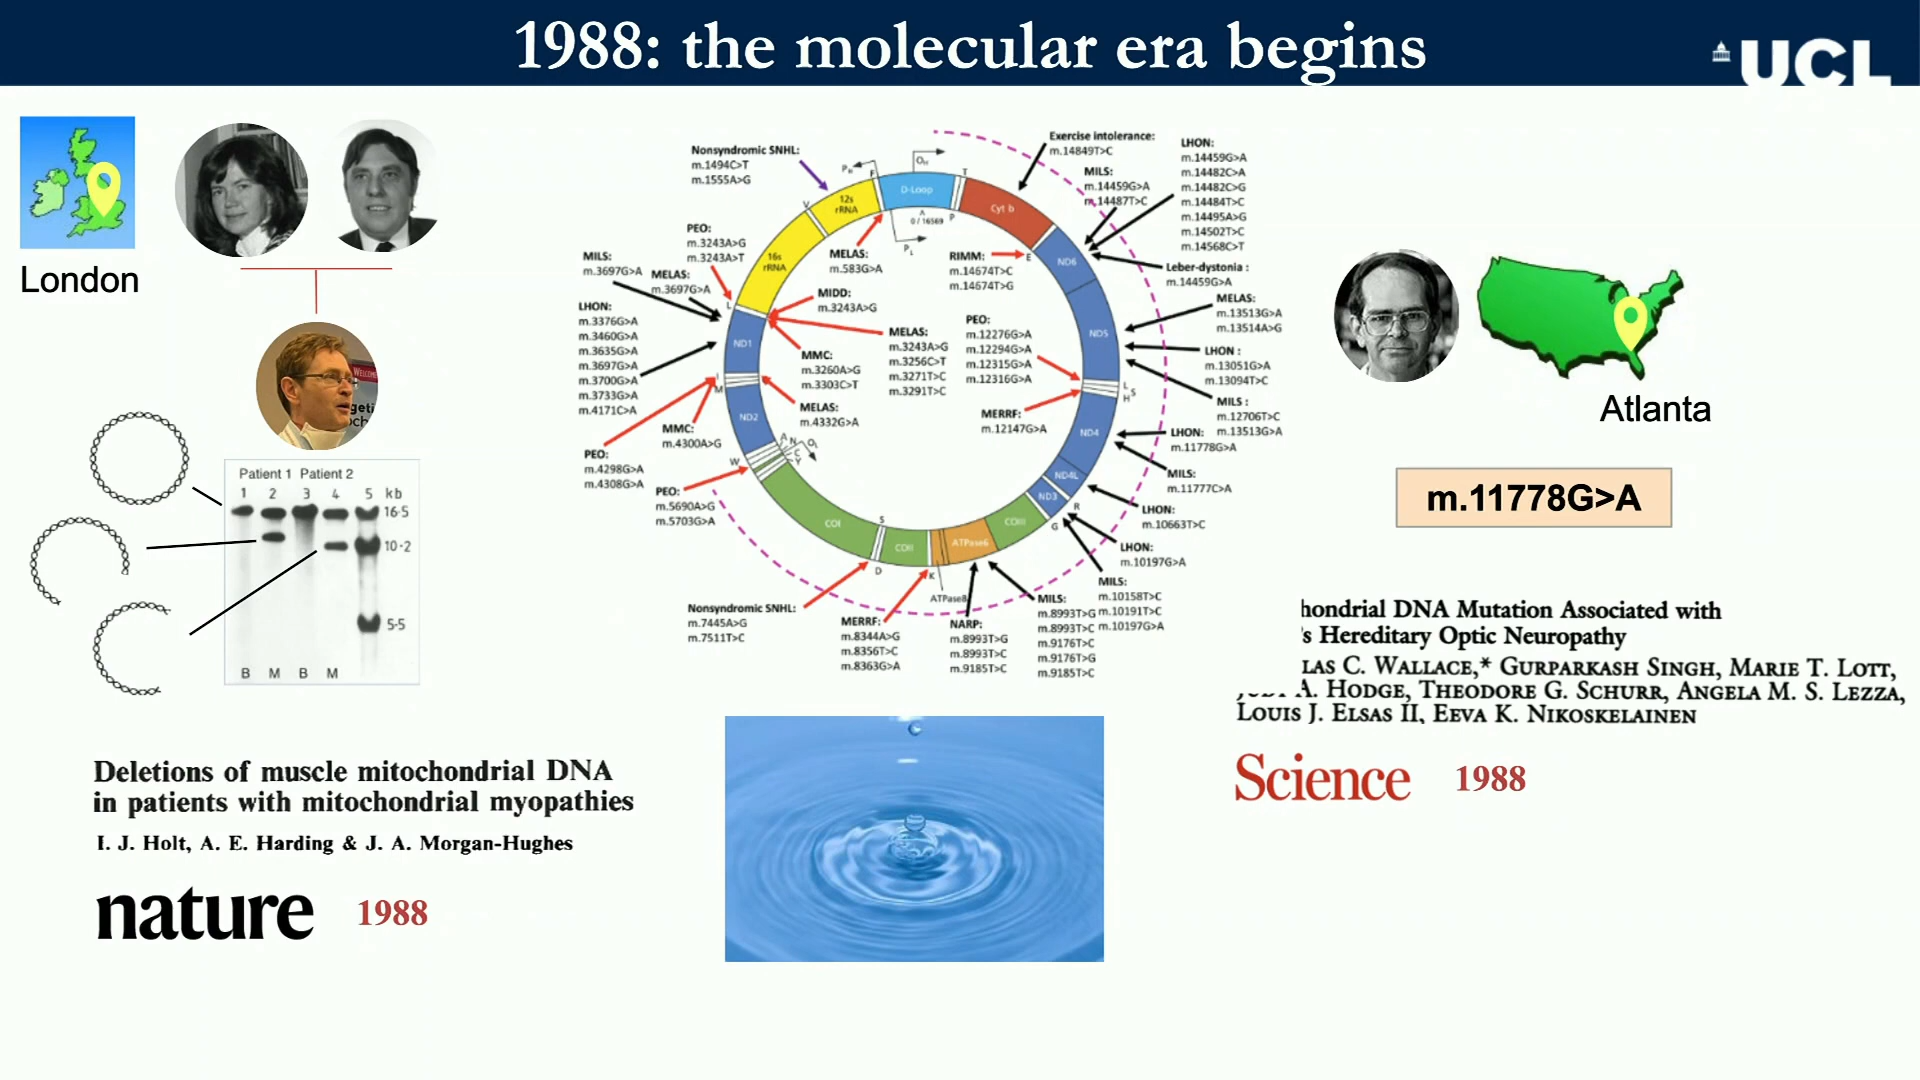 1988: the molecular era begins
UCL
London
Patient 1 Patient 2
1 2 3 4 5 kb
16·5
10·2
5·5
B M B M
Deletions of muscle mitochondrial DNA
in patients with mitochondrial myopathies
I. J. Holt, A. E. Harding & J. A. Morgan-Hughes
nature 1988
Nonsyndromic SNHL:
m.1494C>T
m.1555A>G
PEO:
m.3243A>G
m.3243A>T
MILS:
m.3697G>A
MELAS:
m.3697G>A
LHON:
m.3376G>A
m.3460G>A
m.3635G>A
m.3697G>A
m.3700G>A
m.3733G>A
m.4171C>A
MMC:
m.4300A>G
PEO:
m.4298G>A
m.4308G>A
PEO:
m.5690A>G
m.5703G>A
Nonsyndromic SNHL:
m.7445A>G
m.7511T>C
MERRF:
m.8344A>G
m.8356T>C
m.8363G>A
NARP:
m.8993T>G
m.8993T>C
m.9185T>C
MILS:
m.8993T>G
m.8993T>C
m.9176T>C
m.9176T>G
m.9185T>C
MILS:
m.10158T>C
m.10191T>C
m.10197G>A
LHON:
m.10197G>A
LHON:
m.10663T>C
MILS:
m.11777C>A
LHON:
m.11778G>A
MILS :
m.12706T>C
m.13513G>A
LHON :
m.13051G>A
m.13094T>C
MELAS:
m.13513G>A
m.13514A>G
Leber-dystonia :
m.14459G>A
LHON:
m.14459G>A
m.14482C>A
m.14482C>G
m.14484T>C
m.14495A>G
m.14502T>C
m.14568C>T
MILS:
m.14459G>A
m.14487T>C
Exercise intolerance:
m.14849T>C
MELAS:
m.583G>A
MIDD:
m.3243A>G
MELAS:
m.3243A>G
m.3256C>T
m.3271T>C
m.3291T>C
MMC:
m.3260A>G
m.3303C>T
MELAS:
m.4332G>A
RIMM:
m.14674T>C
m.14674T>G
PEO:
m.12276G>A
m.12294G>A
m.12315G>A
m.12316G>A
MERRF:
m.12147G>A
D-Loop
0 / 16569
12s
rRNA
16s
rRNA
ND1
ND2
COI
COII
ATPase8
ATPase6
COIII
ND3
ND4L
ND4
ND5
ND6
Cyt b
Atlanta
m.11778G>A
hondrial DNA Mutation Associated with
's Hereditary Optic Neuropathy
LAS C. WALLACE,* GURPARKASH SINGH, MARIE T. LOTT,
A. HODGE, THEODORE G. SCHURR, ANGELA M. S. LEZZA,
LOUIS J. ELSAS II, EEVA K. NIKOSKELAINEN
Science 1988